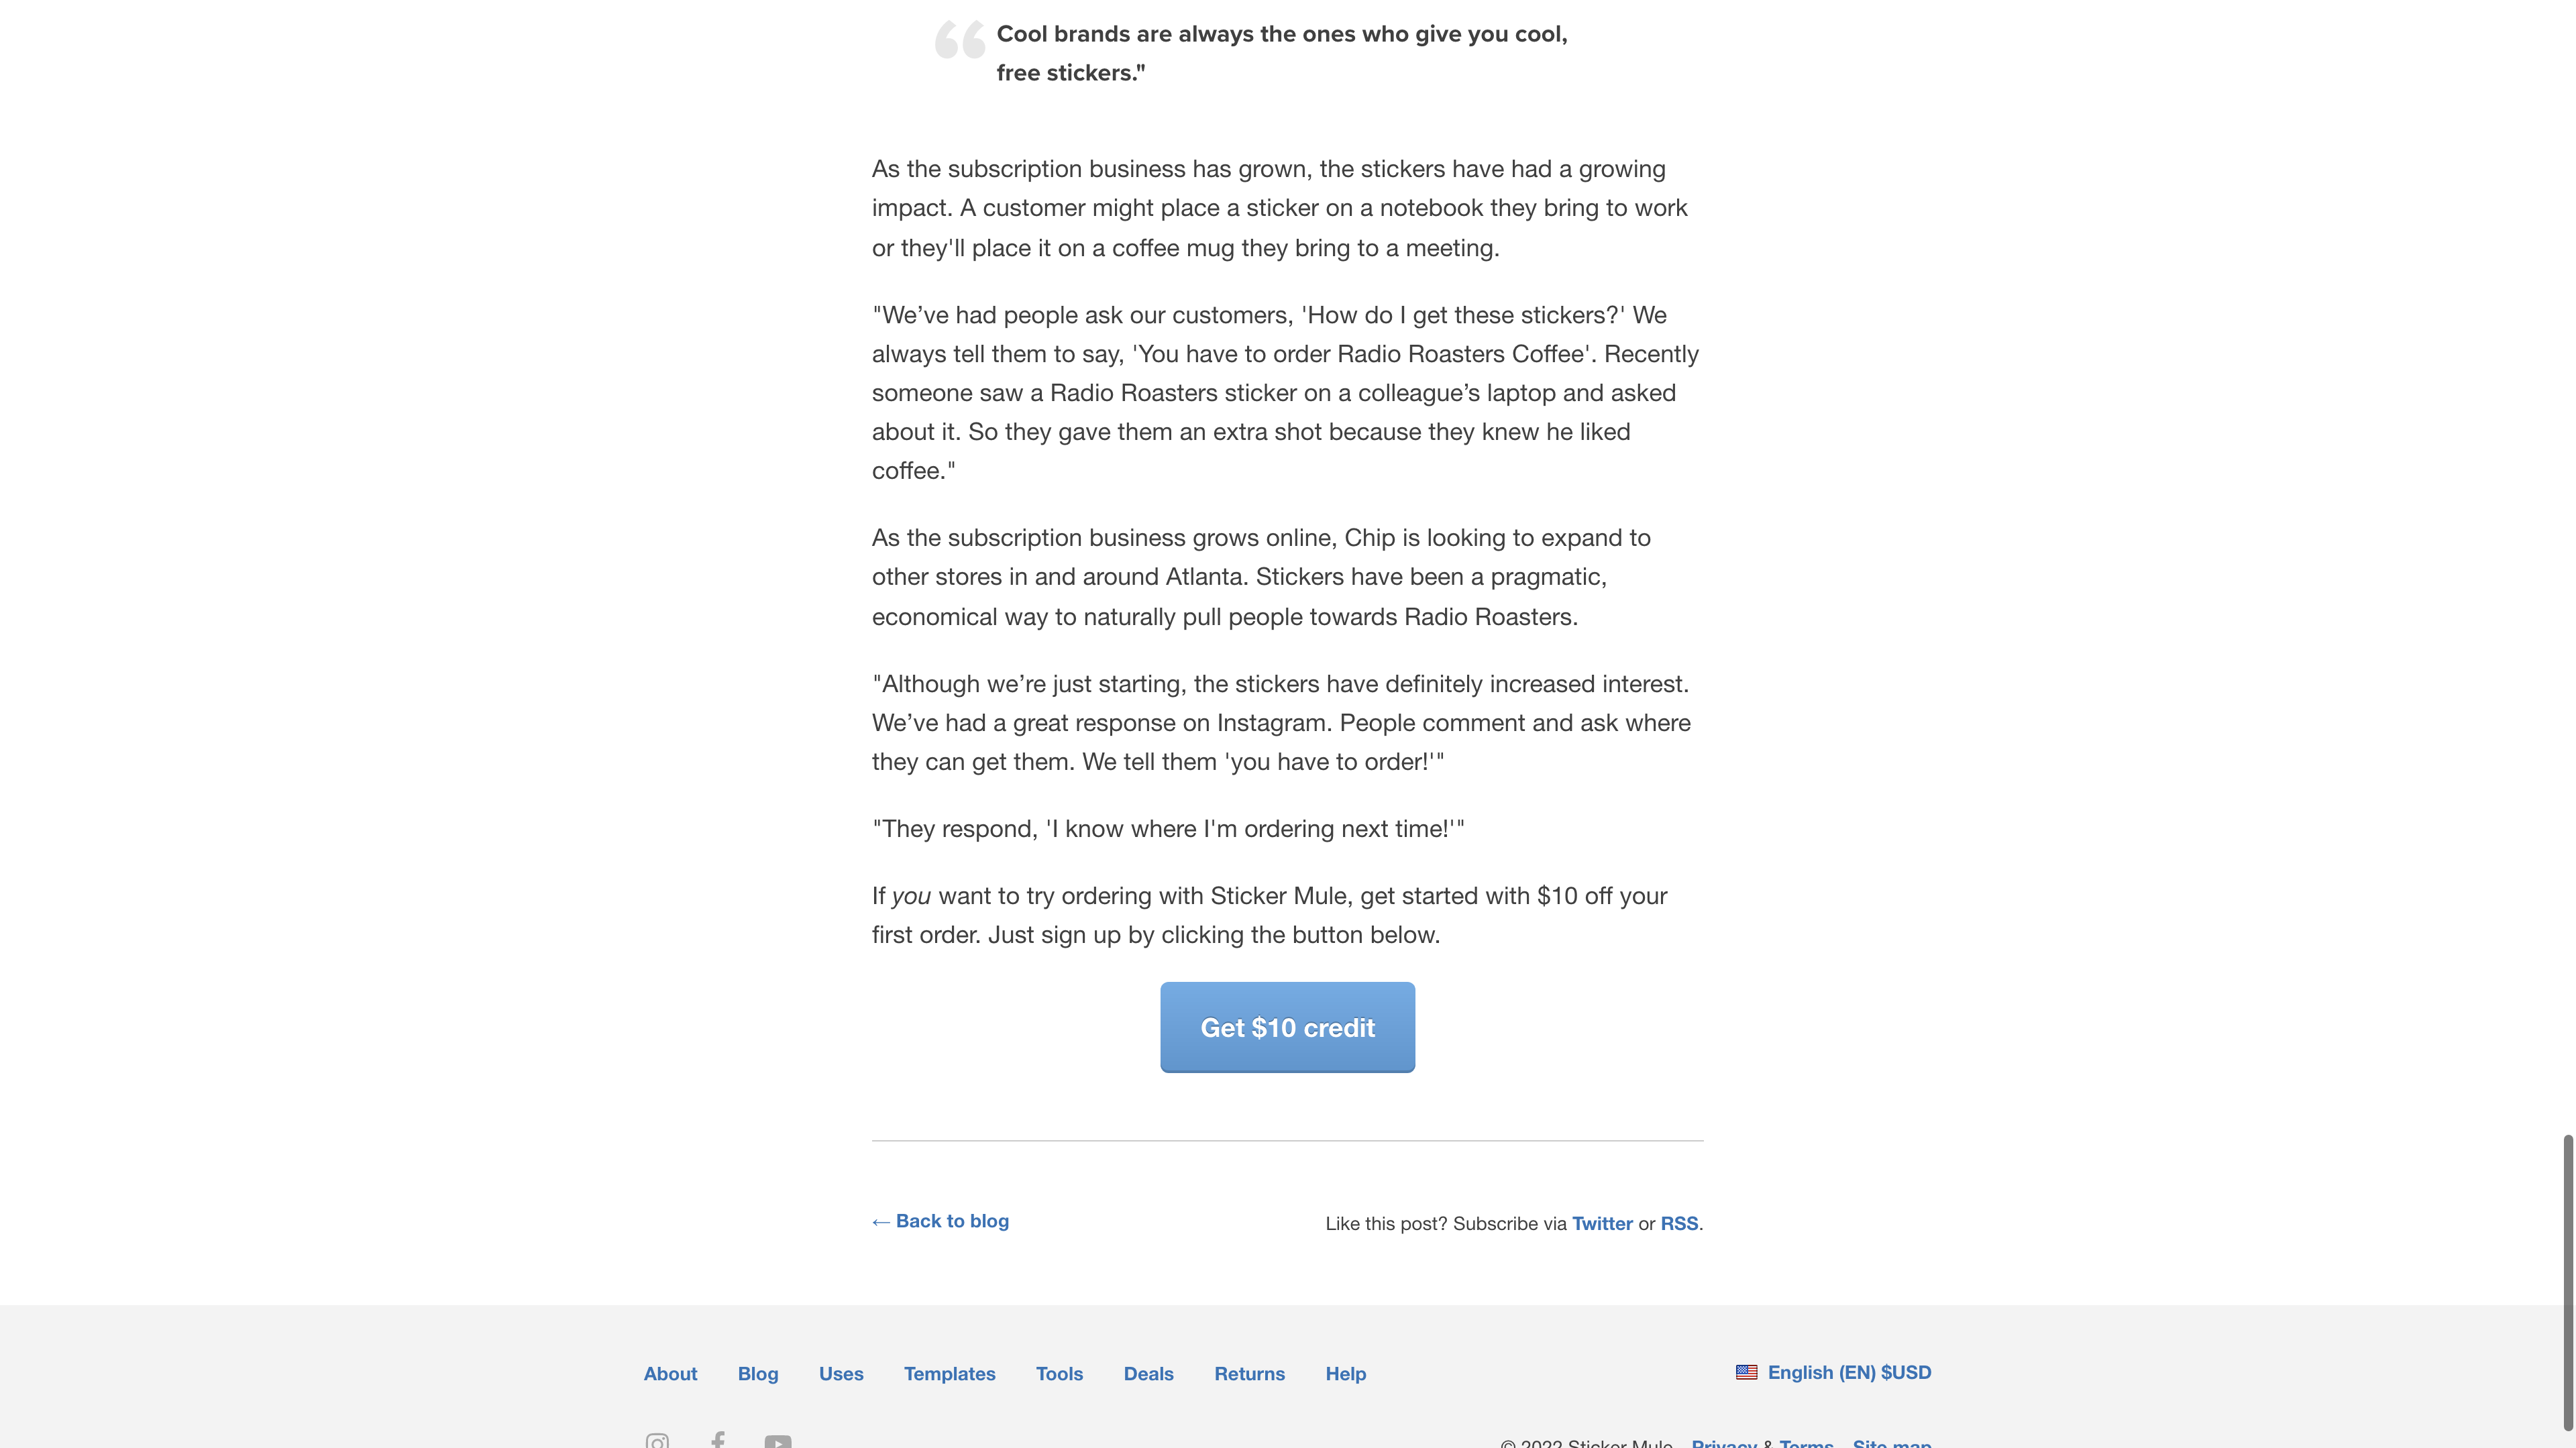 Cool brands are always the ones who give you cool,
free stickers."
As the subscription business has grown, the stickers have had a growing
impact. A customer might place a sticker on a notebook they bring to work
or they'll place it on a coffee mug they bring to a meeting.
"We’ve had people ask our customers, 'How do I get these stickers?' We
always tell them to say, 'You have to order Radio Roasters Coffee'. Recently
someone saw a Radio Roasters sticker on a colleague’s laptop and asked
about it. So they gave them an extra shot because they knew he liked
coffee."
As the subscription business grows online, Chip is looking to expand to
other stores in and around Atlanta. Stickers have been a pragmatic,
economical way to naturally pull people towards Radio Roasters.
"Although we’re just starting, the stickers have definitely increased interest.
We’ve had a great response on Instagram. People comment and ask where
they can get them. We tell them 'you have to order!'"
"They respond, 'I know where I'm ordering next time!'"
If you want to try ordering with Sticker Mule, get started with $10 off your
first order. Just sign up by clicking the button below.
Get $10 credit
← Back to blog
Like this post? Subscribe via Twitter or RSS.
About Blog Uses Templates Tools Deals Returns Help
English (EN) $USD
© 2022 Sticker Mule Privacy & Terms Site map